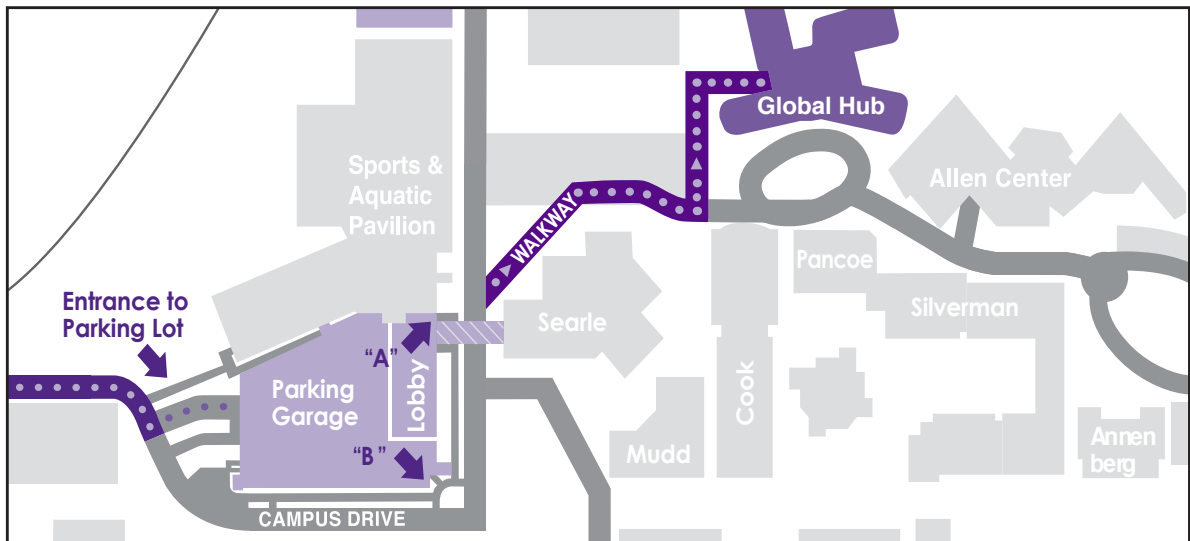 Global Hub
Sports &
Aquatic
Pavilion
Allen Center
WALKWAY
Pancoe
Entrance to
Parking Lot
Silverman
Searle
"A"
Lobby
Parking
Garage
Cook
"B"
Mudd
Annen
berg
CAMPUS DRIVE